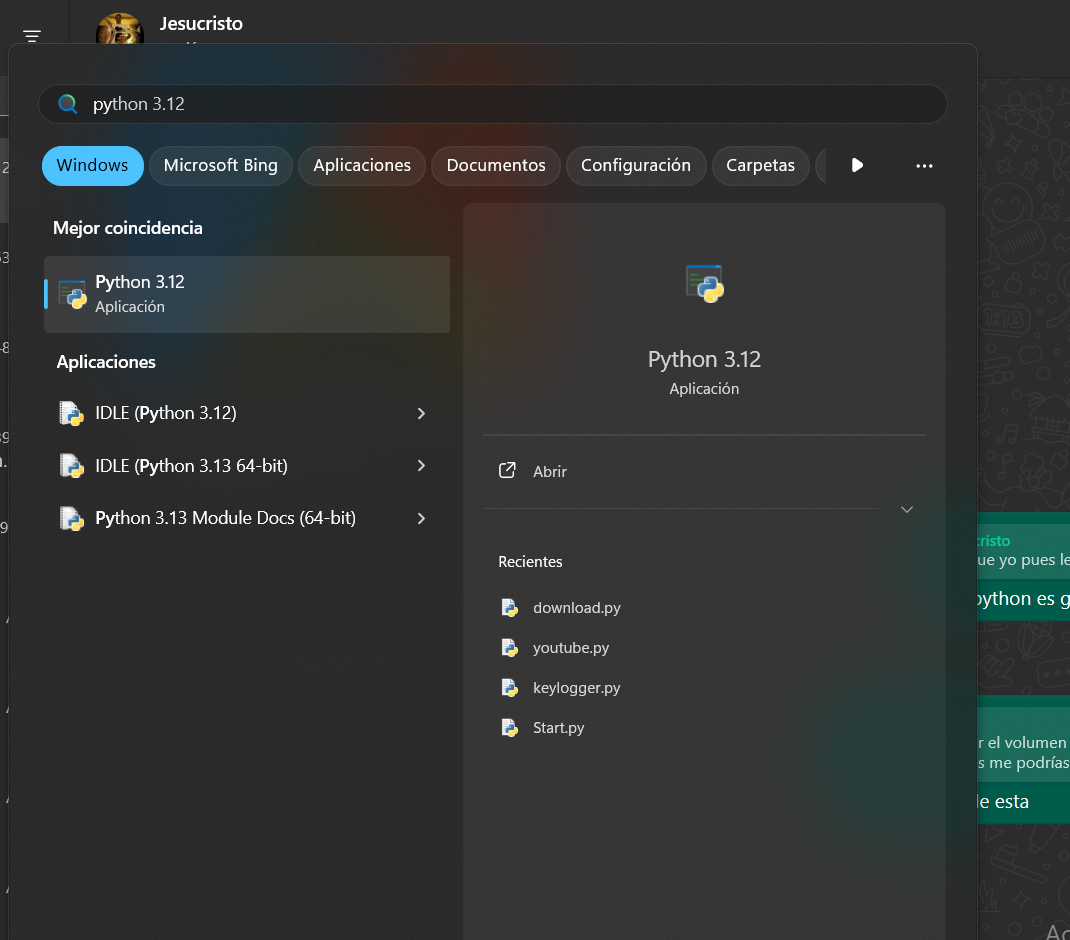 Jesucristo
python 3.12
Windows
Microsoft Bing
Aplicaciones
Documentos
Configuración
Carpetas
Mejor coincidencia
Python 3.12
Aplicación
Aplicaciones
IDLE (Python 3.12)
IDLE (Python 3.13 64-bit)
Python 3.13 Module Docs (64-bit)
Python 3.12
Aplicación
Abrir
Recientes
download.py
youtube.py
keylogger.py
Start.py
cristo
ue yo pues le
python es g
r el volumen
s me podrías
le esta